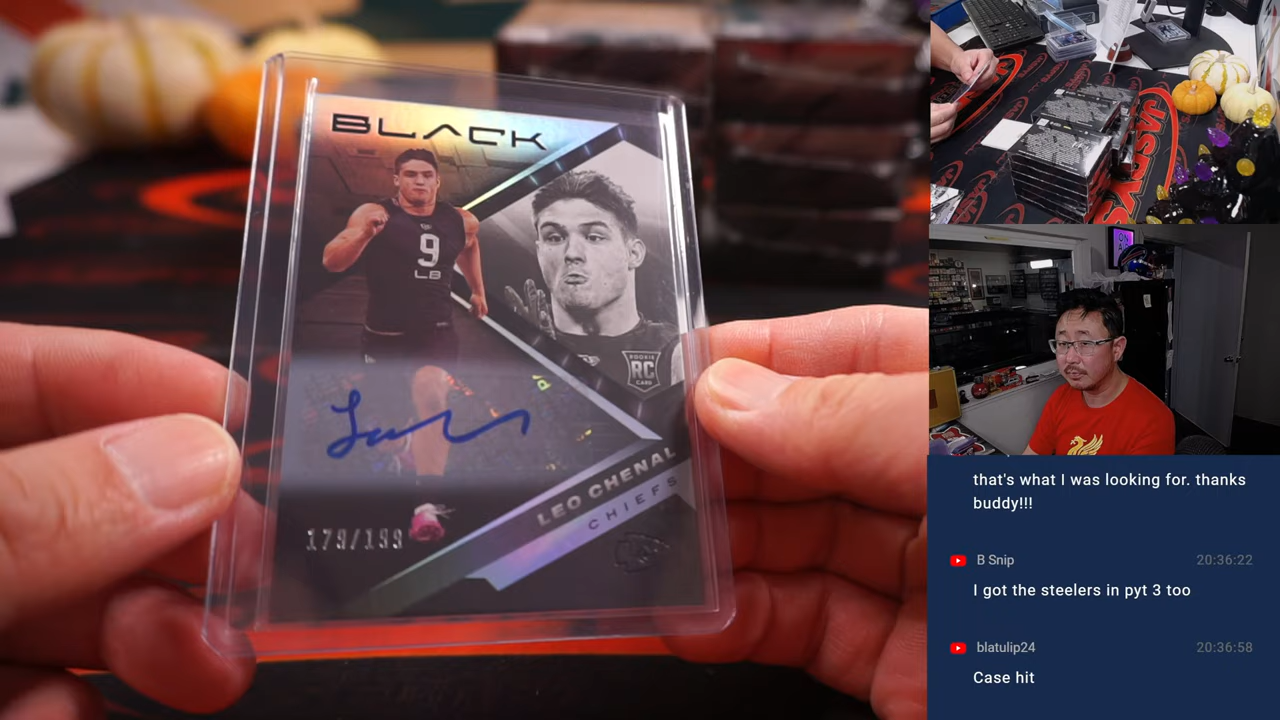 BLACK
9
LB
ROOKIE
RC
CARD
LEO CHENAL
CHIEFS
179/199
JASPY'S
that's what I was looking for. thanks
buddy!!!
B Snip 20:36:22
I got the steelers in pyt 3 too
blatulip24 20:36:58
Case hit